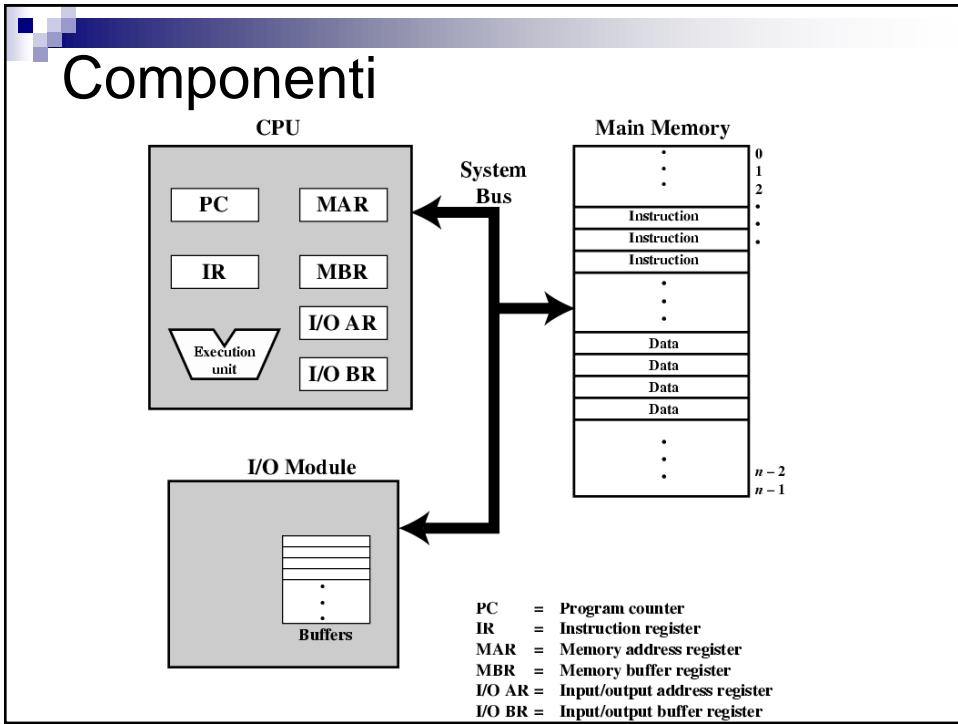 Componenti
CPU
PC
MAR
IR
MBR
I/O AR
Execution
unit
I/O BR
System
Bus
Main Memory
0
1
2
Instruction
Instruction
Instruction
Data
Data
Data
Data
n – 2
n – 1
I/O Module
Buffers
PC = Program counter
IR = Instruction register
MAR = Memory address register
MBR = Memory buffer register
I/O AR = Input/output address register
I/O BR = Input/output buffer register